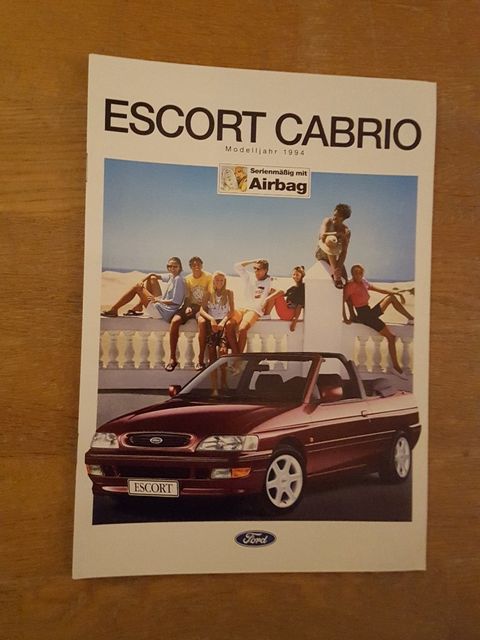 ESCORT CABRIO
Modelljahr 1994
Serienmäßig mit
Airbag
ESCORT
Ford